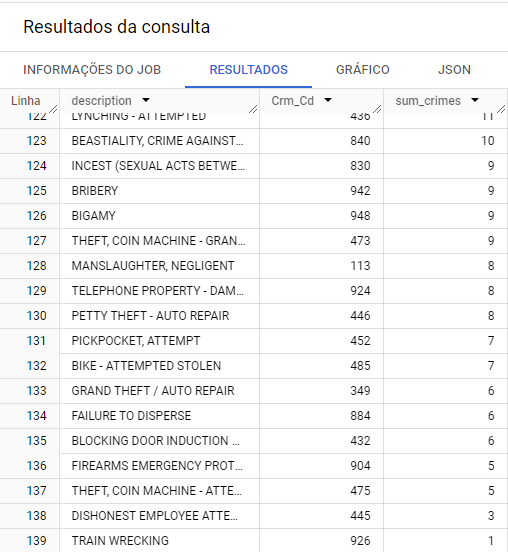 Resultados da consulta
INFORMAÇÕES DO JOB RESULTADOS GRÁFICO JSON
Linha description Crm_Cd sum_crimes
122 LYNCHING - ATTEMPTED 436 11
123 BEASTIALITY, CRIME AGAINST... 840 10
124 INCEST (SEXUAL ACTS BETWE... 830 9
125 BRIBERY 942 9
126 BIGAMY 948 9
127 THEFT, COIN MACHINE - GRAN... 473 9
128 MANSLAUGHTER, NEGLIGENT 113 8
129 TELEPHONE PROPERTY - DAM... 924 8
130 PETTY THEFT - AUTO REPAIR 446 8
131 PICKPOCKET, ATTEMPT 452 7
132 BIKE - ATTEMPTED STOLEN 485 7
133 GRAND THEFT / AUTO REPAIR 349 6
134 FAILURE TO DISPERSE 884 6
135 BLOCKING DOOR INDUCTION ... 432 6
136 FIREARMS EMERGENCY PROT... 904 5
137 THEFT, COIN MACHINE - ATTE... 475 5
138 DISHONEST EMPLOYEE ATTE... 445 3
139 TRAIN WRECKING 926 1